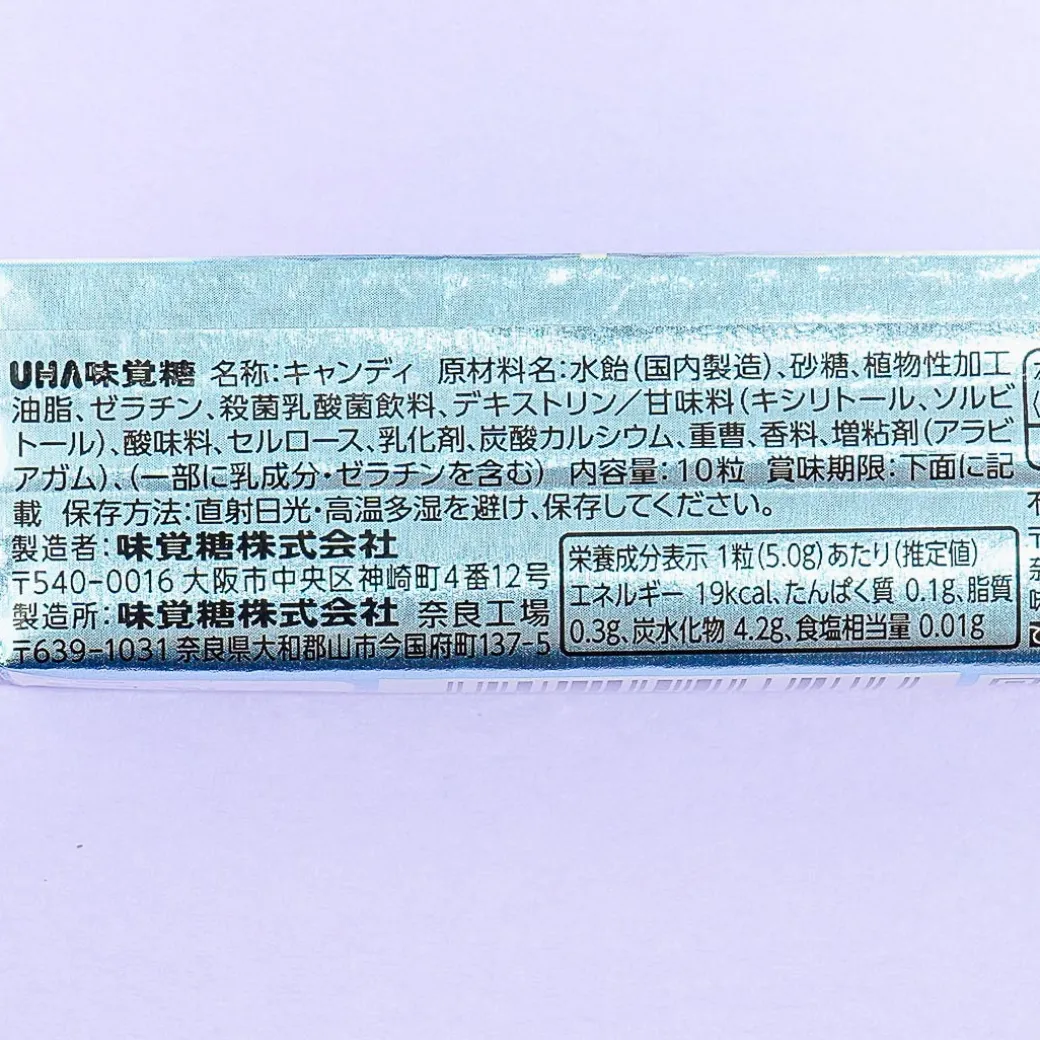 UHA味覚糖 名称:キャンディ 原材料名:水飴(国内製造)、砂糖、植物性加工
油脂、ゼラチン、殺菌乳酸菌飲料、デキストリン/甘味料(キシリトール、ソルビ
トール)、酸味料、セルロース、乳化剤、炭酸カルシウム、重曹、香料、増粘剤(アラビ
アガム)、(一部に乳成分・ゼラチンを含む) 内容量:10粒 賞味期限:下面に記
載 保存方法:直射日光・高温多湿を避け、保存してください。
製造者:味覚糖株式会社
〒540-0016 大阪市中央区神崎町4番12号
製造所:味覚糖株式会社 奈良工場
〒639-1031 奈良県大和郡山市今国府町137-5
栄養成分表示 1粒(5.0g)あたり(推定値)
エネルギー 19kcal、たんぱく質 0.1g、脂質
0.3g、炭水化物 4.2g、食塩相当量 0.01g